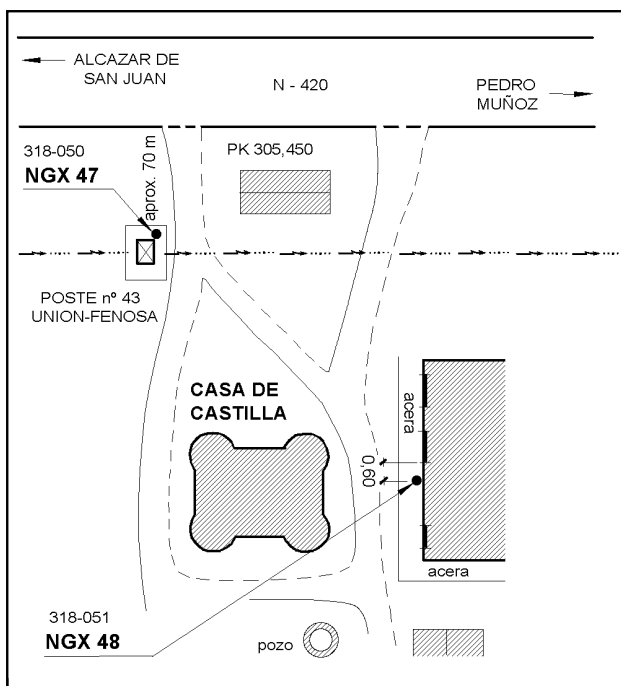 ALCAZAR DE
SAN JUAN
N - 420
PEDRO
MUÑOZ
318-050
NGX 47
aprox. 70 m
PK 305,450
POSTE nº 43
UNION-FENOSA
CASA DE
CASTILLA
acera
0,60
acera
318-051
NGX 48
pozo